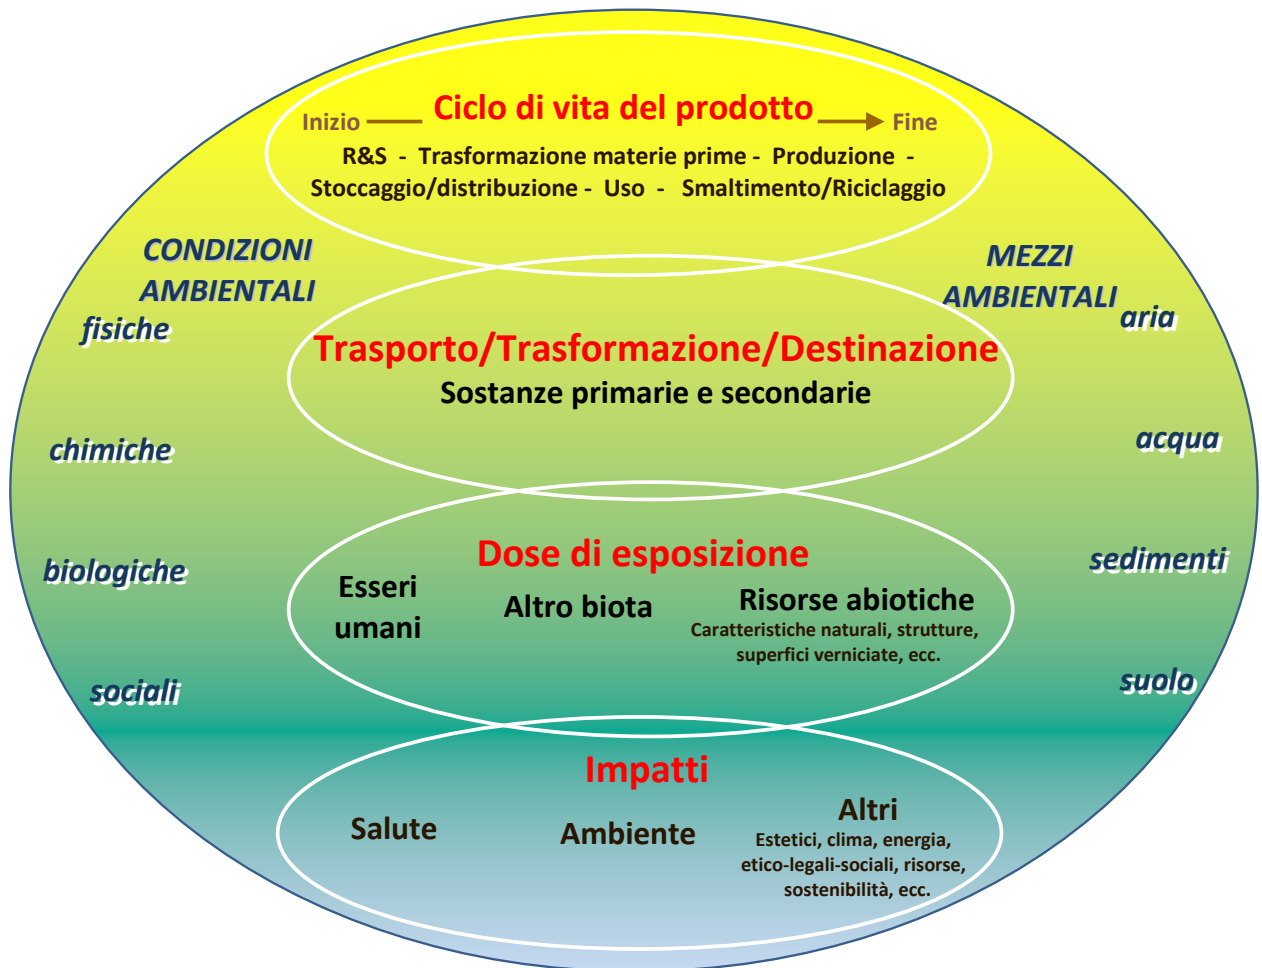 Ciclo di vita del prodotto
Inizio
Fine
R&S - Trasformazione materie prime - Produzione -
Stoccaggio/distribuzione - Uso - Smaltimento/Riciclaggio
CONDIZIONI
AMBIENTALI
fisiche
chimiche
biologiche
sociali
MEZZI
AMBIENTALI
aria
acqua
sedimenti
suolo
Trasporto/Trasformazione/Destinazione
Sostanze primarie e secondarie
Dose di esposizione
Esseri
umani
Altro biota
Risorse abiotiche
Caratteristiche naturali, strutture,
superfici verniciate, ecc.
Impatti
Salute
Ambiente
Altri
Estetici, clima, energia,
etico-legali-sociali, risorse,
sostenibilità, ecc.